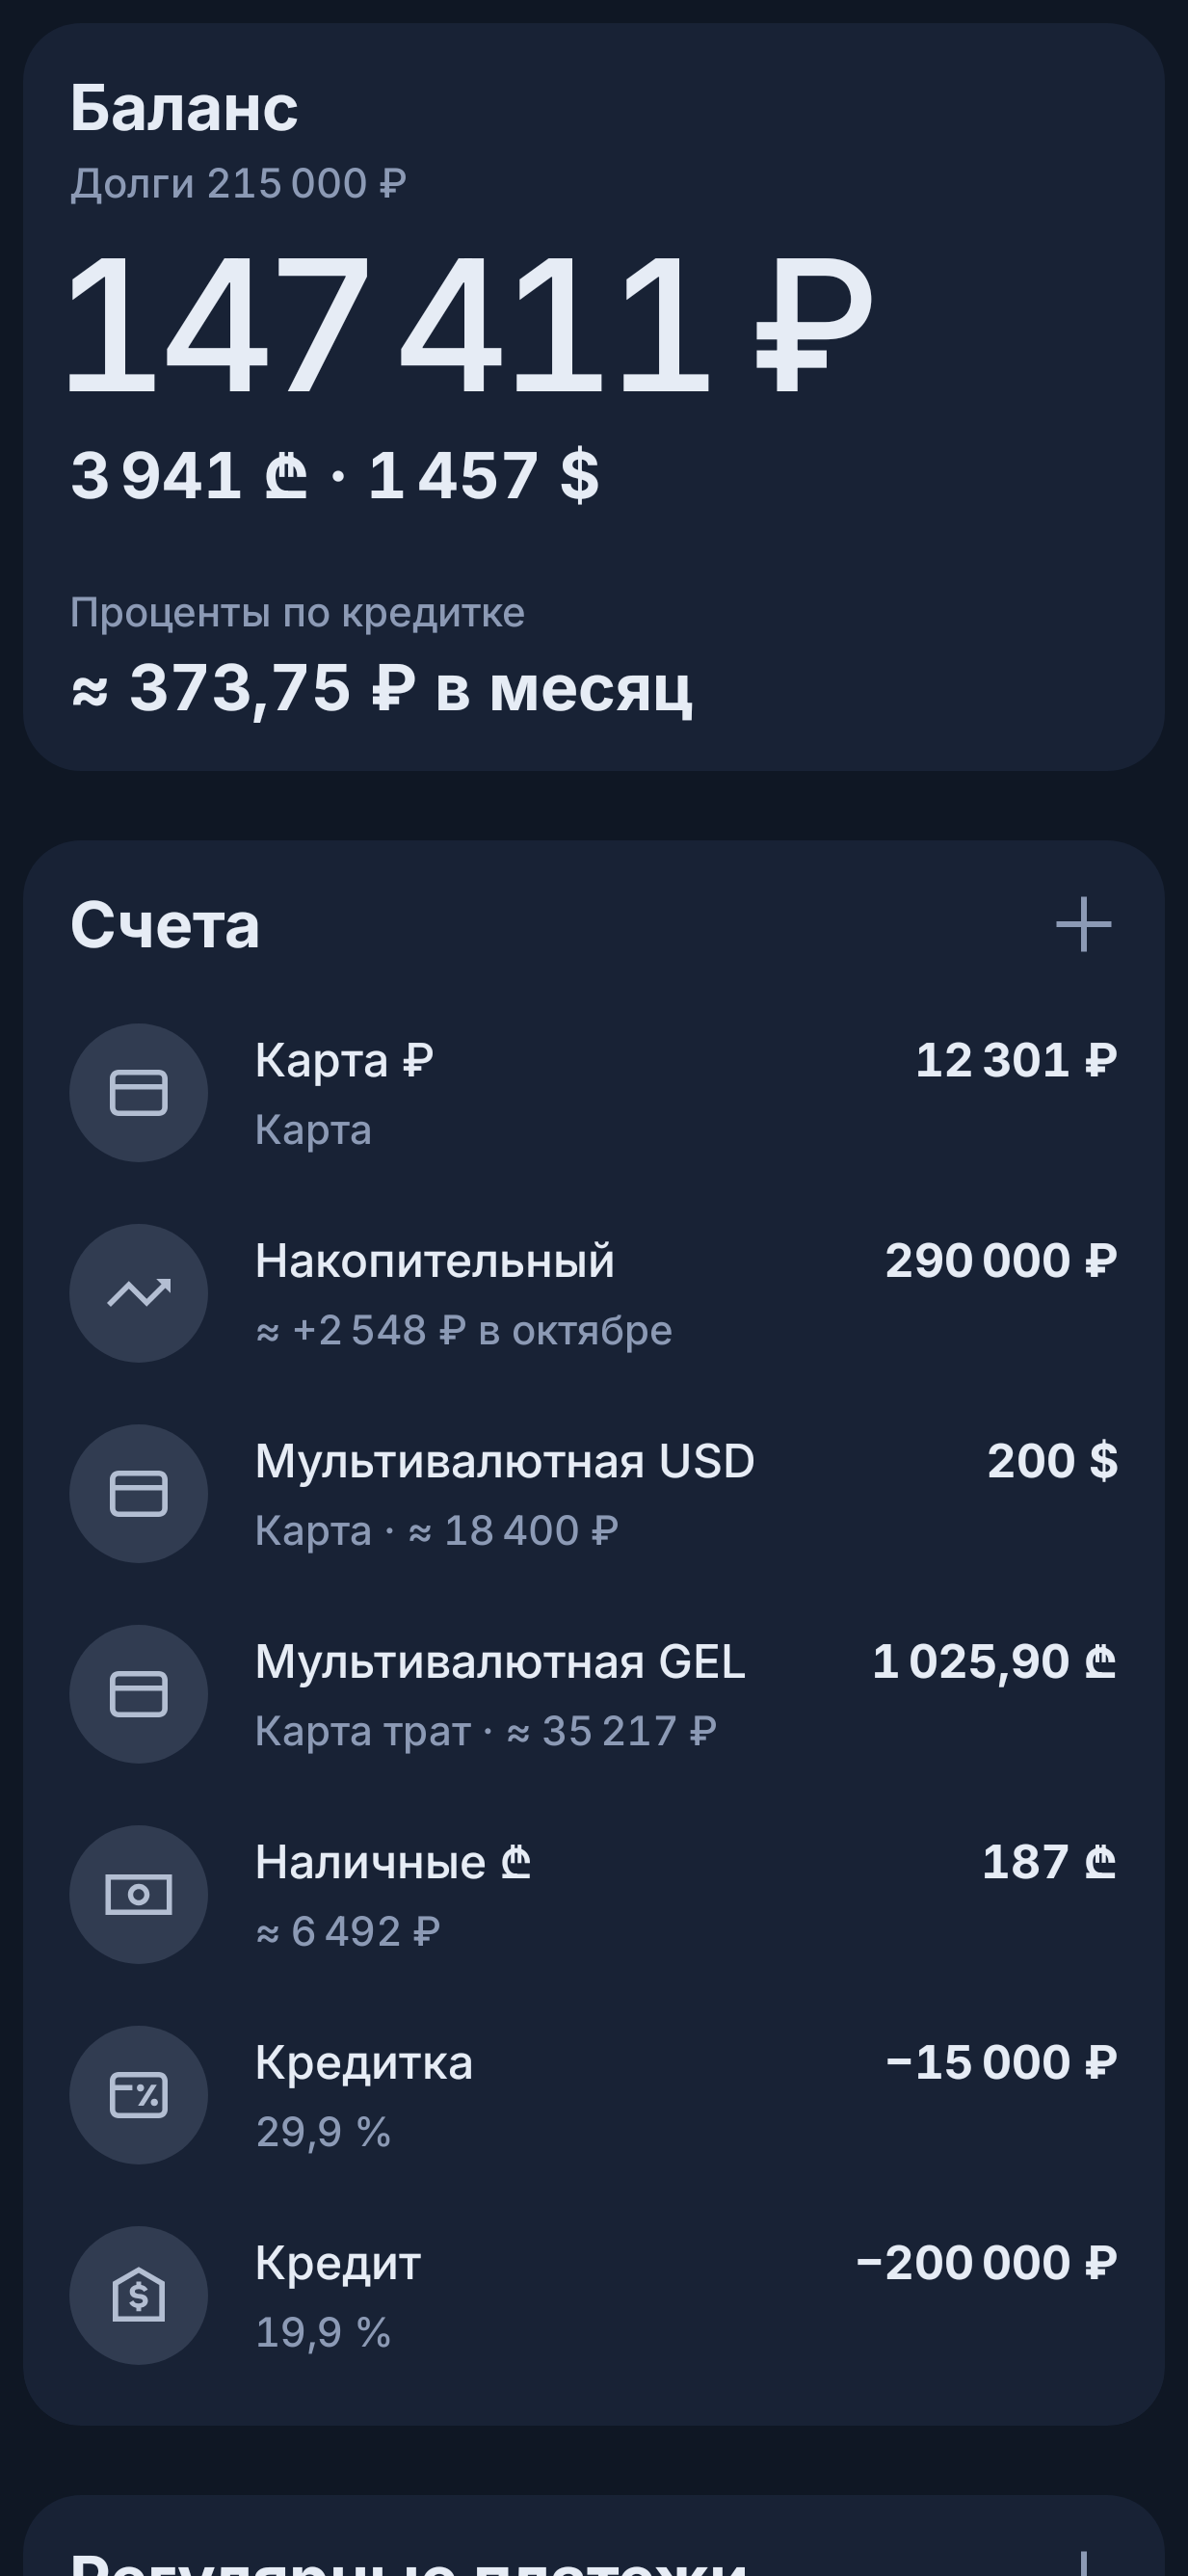 Баланс
Долги 215 000 ₽
147 411 ₽
3 941 ₾ · 1 457 $
Проценты по кредитке
≈ 373,75 ₽ в месяц
Счета
Карта ₽ 12 301 ₽
Карта
Накопительный 290 000 ₽
≈ +2 548 ₽ в октябре
Мультивалютная USD 200 $
Карта · ≈ 18 400 ₽
Мультивалютная GEL 1 025,90 ₾
Карта трат · ≈ 35 217 ₽
Наличные ₾ 187 ₾
≈ 6 492 ₽
Кредитка −15 000 ₽
29,9 %
Кредит −200 000 ₽
19,9 %
Регулярные платежи